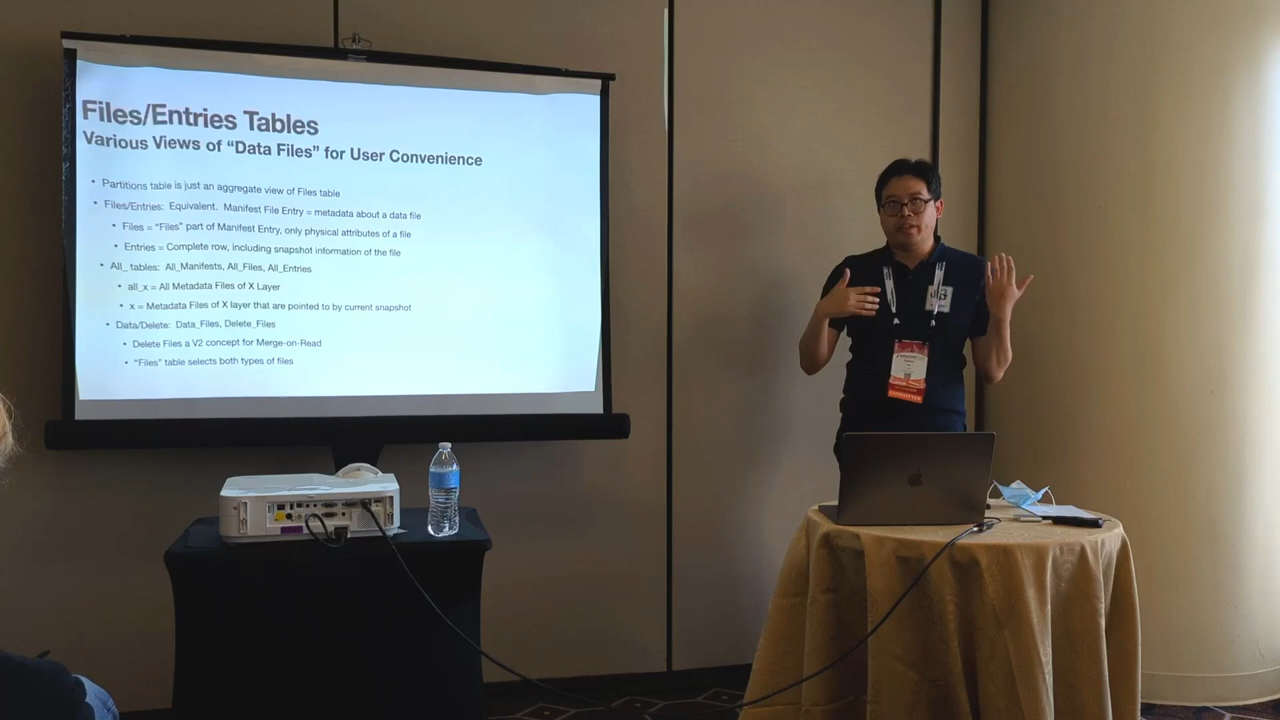 Files/Entries Tables
Various Views of “Data Files” for User Convenience
• Partitions table is just an aggregate view of Files table
• Files/Entries: Equivalent. Manifest File Entry = metadata about a data file
• Files = “Files” part of Manifest Entry, only physical attributes of a file
• Entries = Complete row, including snapshot information of the file
• All_ tables: All_Manifests, All_Files, All_Entries
• all_x = All Metadata Files of X Layer
• x = Metadata Files of X layer that are pointed to by current snapshot
• Data/Delete: Data_Files, Delete_Files
• Delete Files a V2 concept for Merge-on-Read
• “Files” table selects both types of files